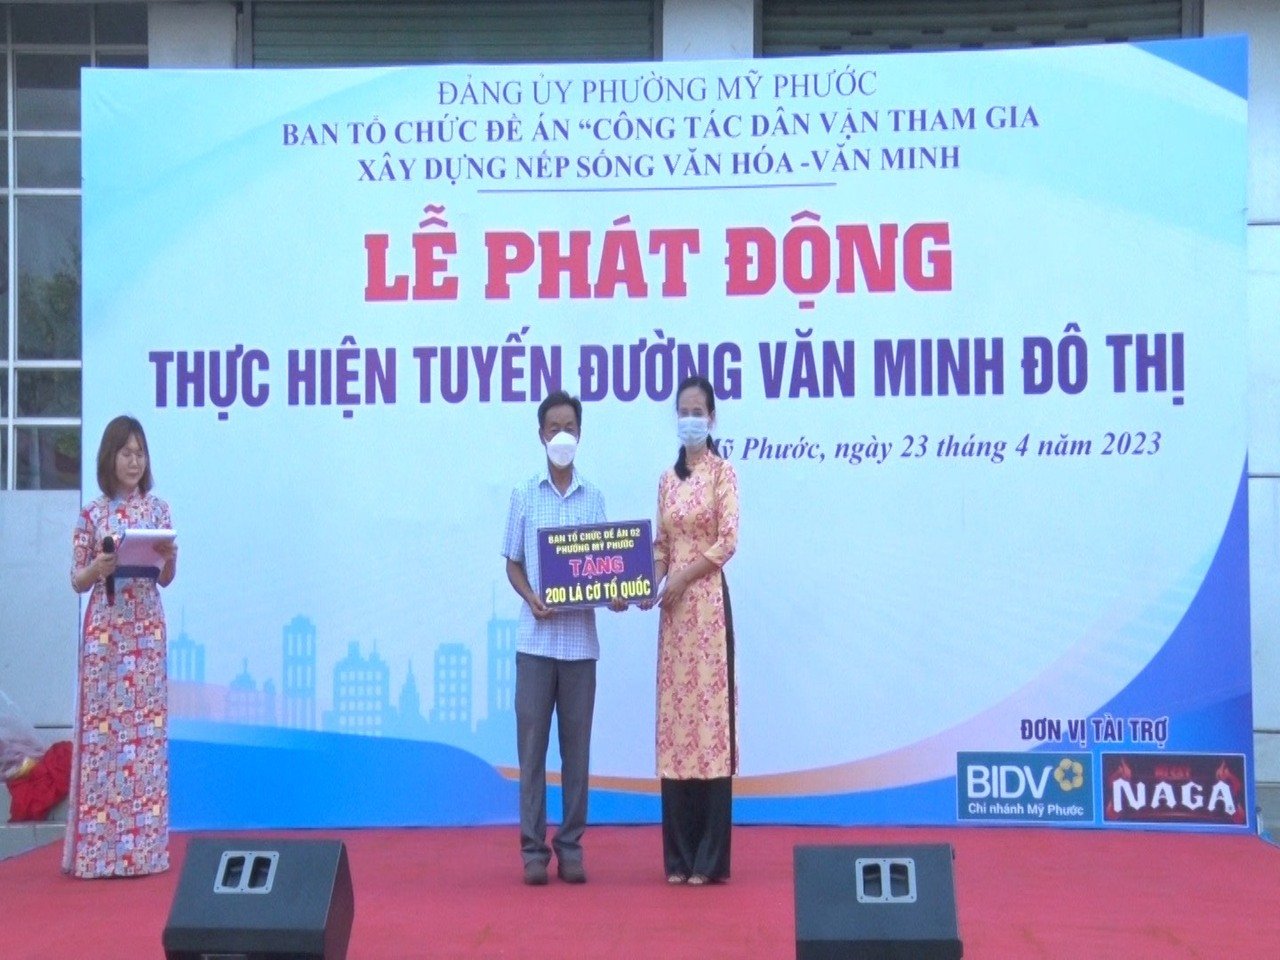 ĐẢNG ỦY PHƯỜNG MỸ PHƯỚC
BAN TỔ CHỨC ĐỀ ÁN “CÔNG TÁC DÂN VẬN THAM GIA
XÂY DỰNG NẾP SỐNG VĂN HÓA -VĂN MINH
LỄ PHÁT ĐỘNG
THỰC HIỆN TUYẾN ĐƯỜNG VĂN MINH ĐÔ THỊ
Mỹ Phước, ngày 23 tháng 4 năm 2023
BAN TỔ CHỨC ĐỀ ÁN 02
PHƯỜNG MỸ PHƯỚC
TẶNG
200 LÁ CỜ TỔ QUỐC
ĐƠN VỊ TÀI TRỢ
BIDV
Chi nhánh Mỹ Phước
NAGA